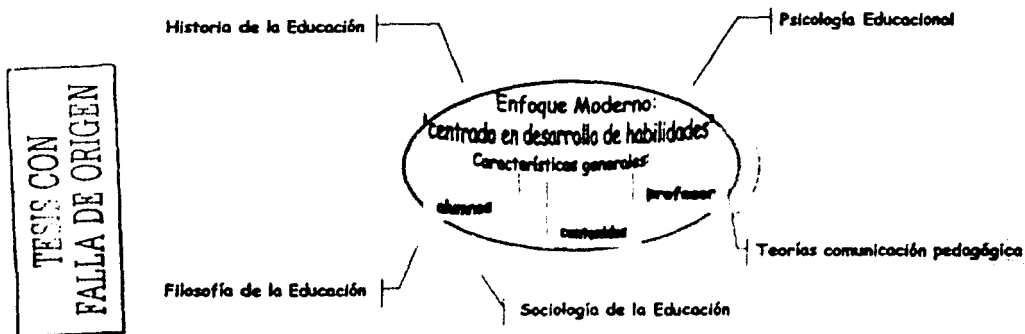 Historia de la Educación
Psicología Educacional
TESIS CON
FALLA DE ORIGEN
Enfoque Moderno:
"centrado en desarrollo de habilidades"
Características generales:
alumnos
profesor
contenidos
Teorías comunicación pedagógica
Filosofía de la Educación
Sociología de la Educación